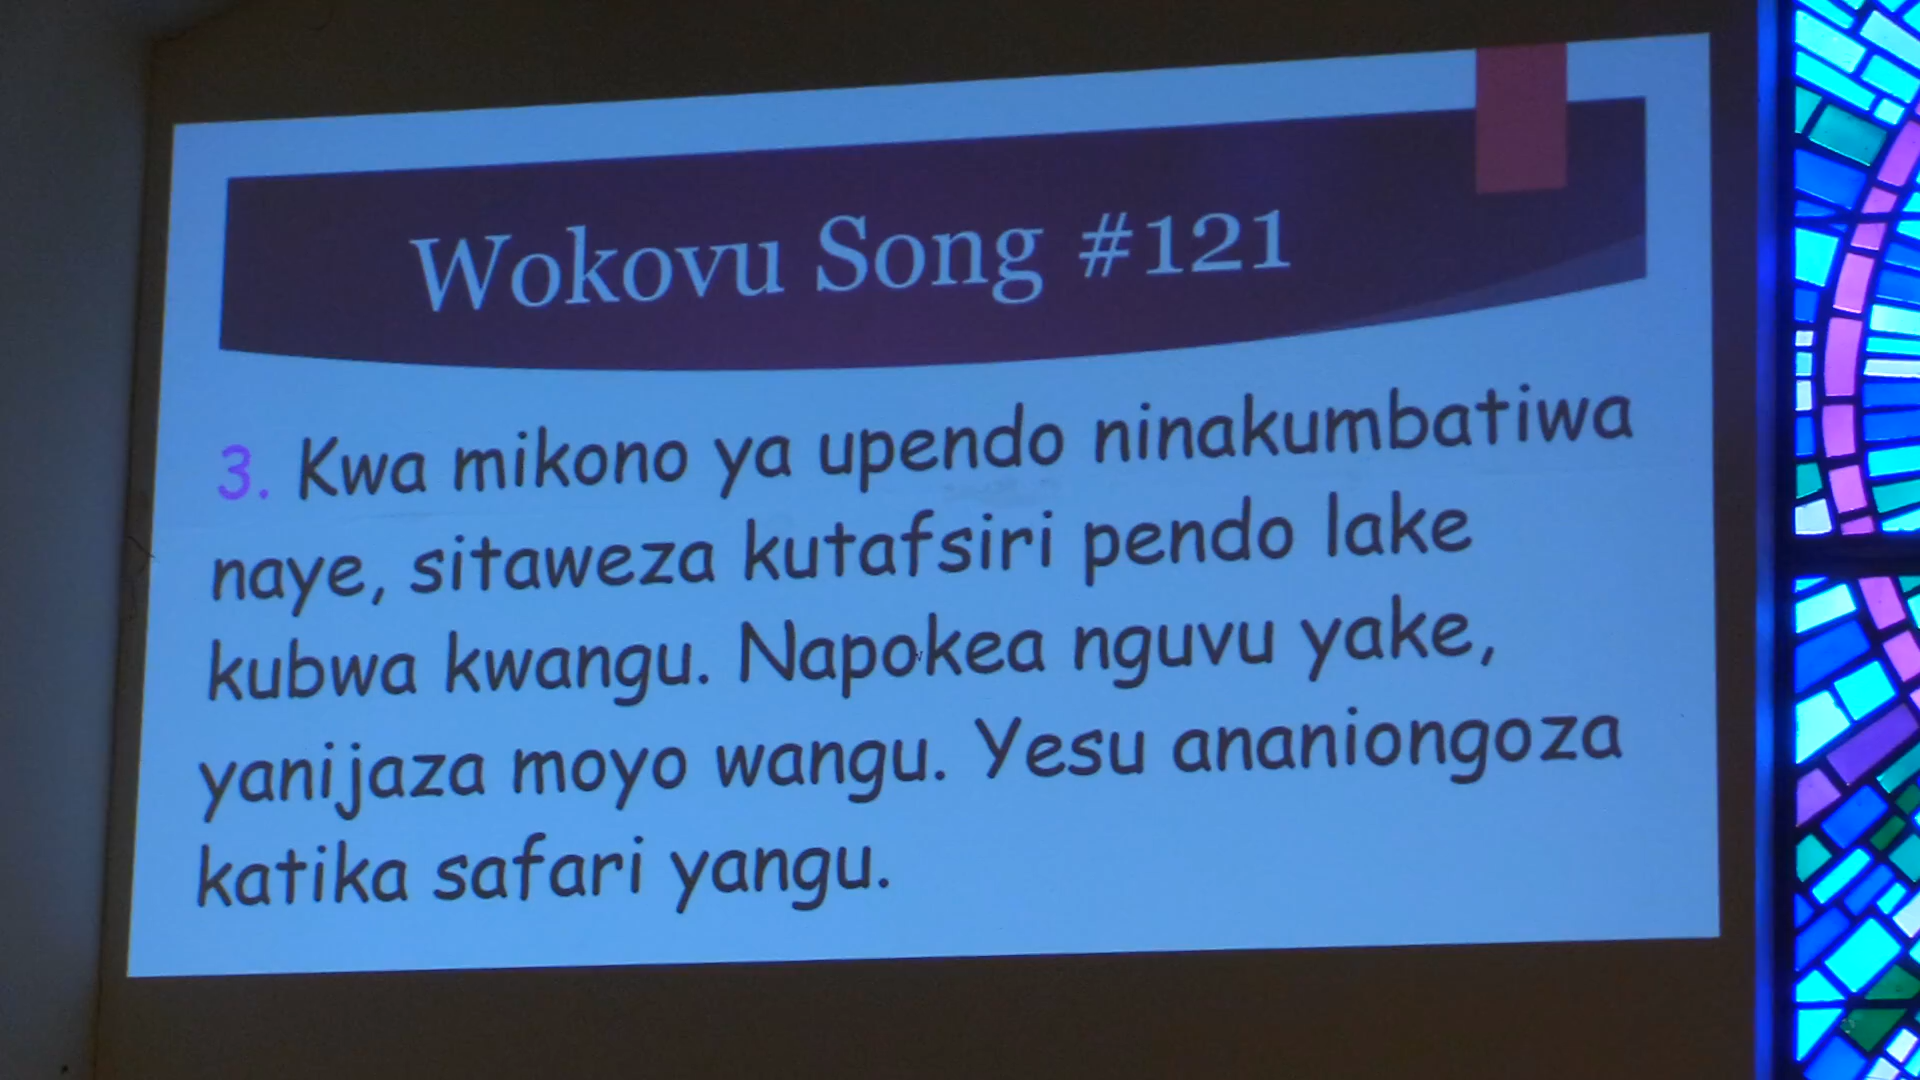 Wokovu Song #121
3. Kwa mikono ya upendo ninakumbatiwa
naye, sitaweza kutafsiri pendo lake
kubwa kwangu. Napokea nguvu yake,
yanijaza moyo wangu. Yesu ananiongoza
katika safari yangu.